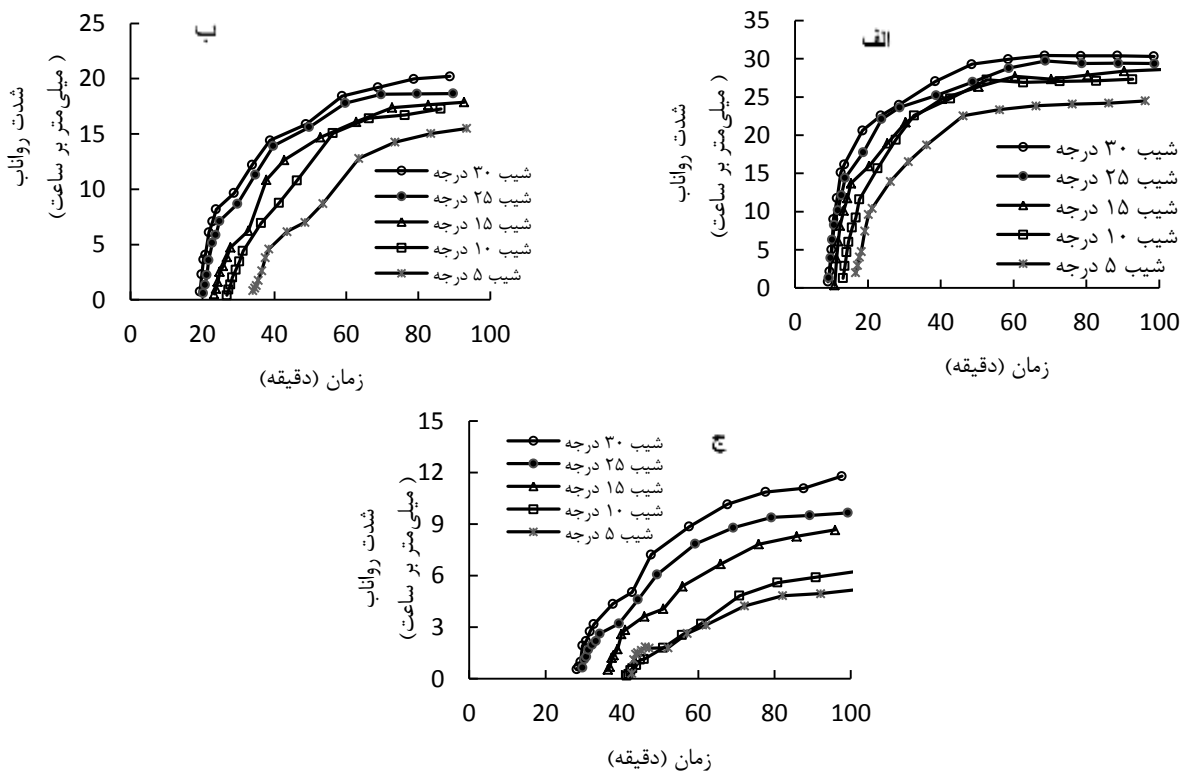 الف
35
30
25
20
15
10
5
0
0 20 40 60 80 100
شدت رواناب
(میلی‌متر بر ساعت)
زمان (دقیقه)
شیب ۳۰ درجه
شیب ۲۵ درجه
شیب ۱۵ درجه
شیب ۱۰ درجه
شیب ۵ درجه
ب
25
20
15
10
5
0
0 20 40 60 80 100
شدت رواناب
(میلی‌متر بر ساعت)
زمان (دقیقه)
شیب ۳۰ درجه
شیب ۲۵ درجه
شیب ۱۵ درجه
شیب ۱۰ درجه
شیب ۵ درجه
ج
15
12
9
6
3
0
0 20 40 60 80 100
شدت رواناب
(میلی‌متر بر ساعت)
زمان (دقیقه)
شیب ۳۰ درجه
شیب ۲۵ درجه
شیب ۱۵ درجه
شیب ۱۰ درجه
شیب ۵ درجه